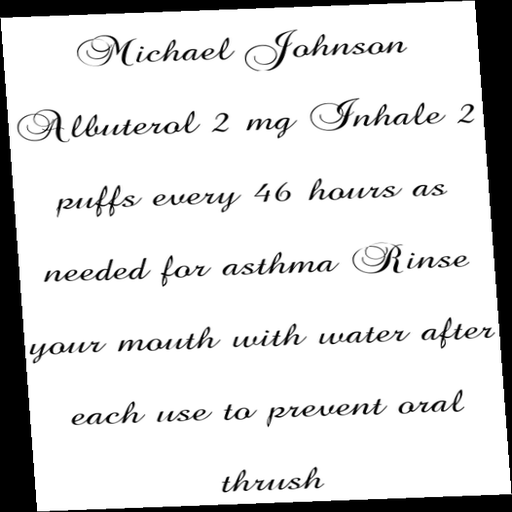 Michael Johnson
Albuterol 2 mg Inhale 2
puffs every 46 hours as
needed for asthma Rinse
your mouth with water after
each use to prevent oral
thrush